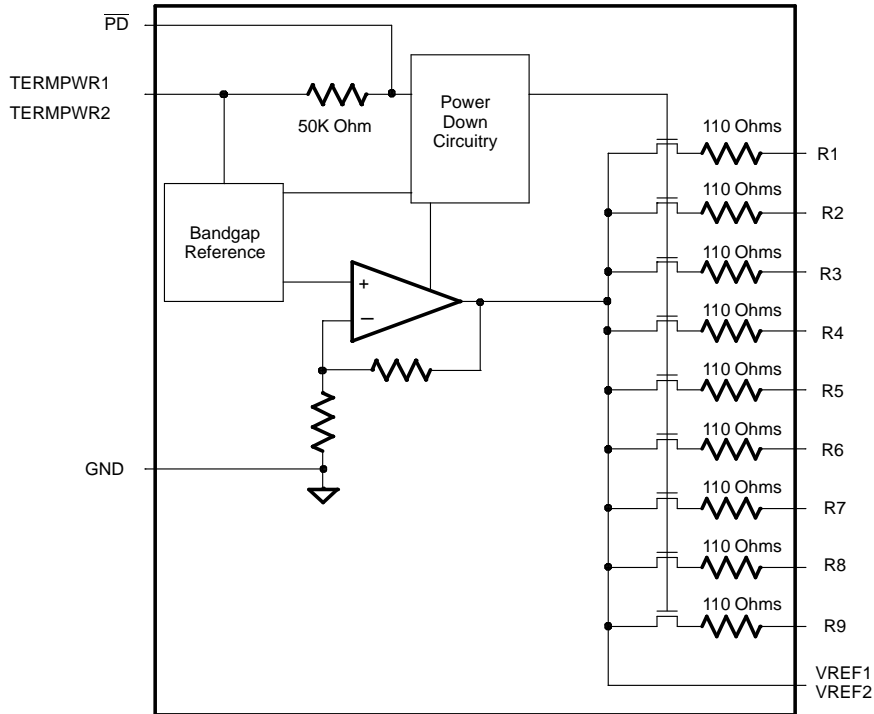 PD
TERMPWR1
TERMPWR2
50K Ohm
Power
Down
Circuitry
Bandgap
Reference
+
−
GND
110 Ohms
R1
110 Ohms
R2
110 Ohms
R3
110 Ohms
R4
110 Ohms
R5
110 Ohms
R6
110 Ohms
R7
110 Ohms
R8
110 Ohms
R9
VREF1
VREF2